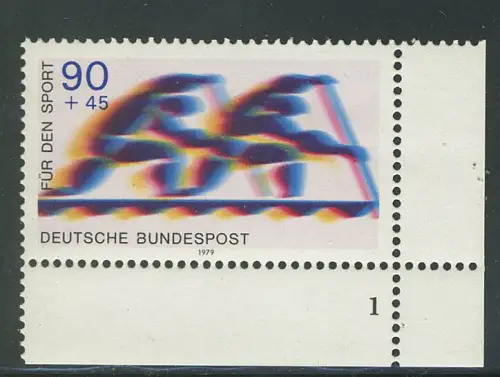 FÜR DEN SPORT
90
+ 45
DEUTSCHE BUNDESPOST
1979
1